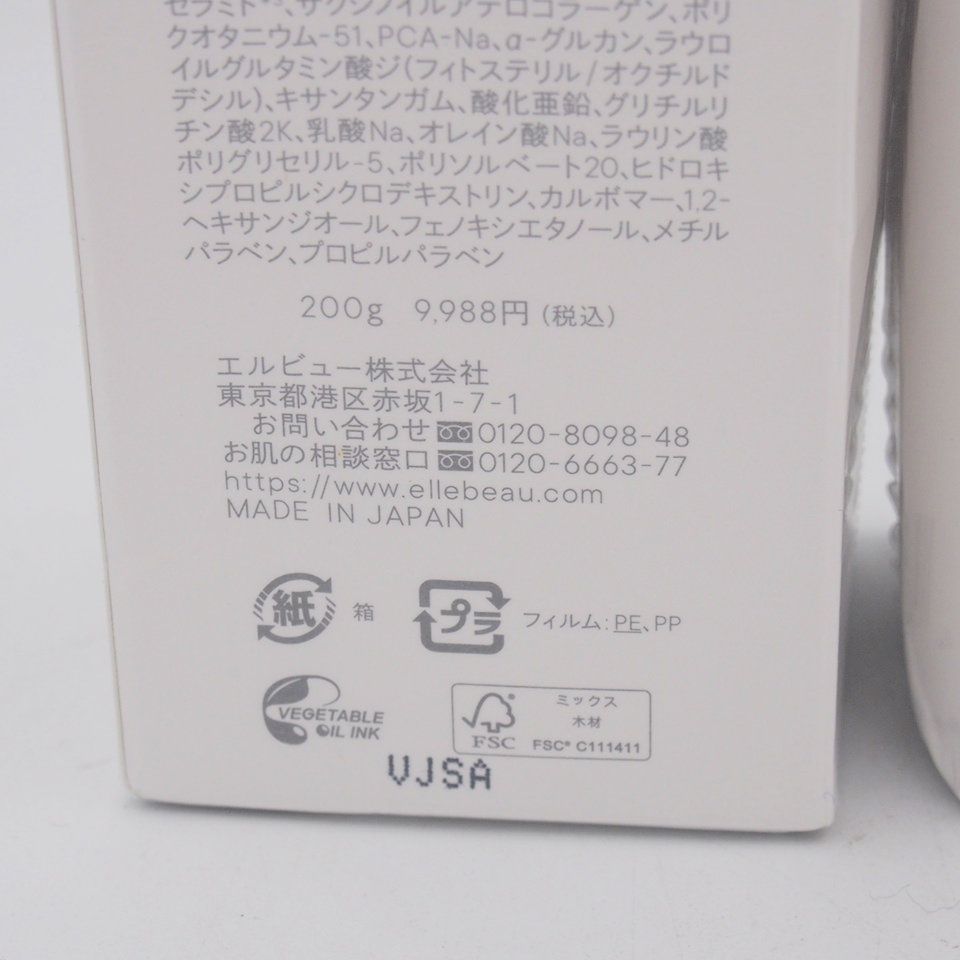 セラミド*³、サクシノイルアテロコラーゲン、ポリ
クオタニウム-51、PCA-Na、α-グルカン、ラウロ
イルグルタミン酸ジ(フィトステリル/オクチルド
デシル)、キサンタンガム、酸化亜鉛、グリチルリ
チン酸2K、乳酸Na、オレイン酸Na、ラウリン酸
ポリグリセリル-5、ポリソルベート20、ヒドロキ
シプロピルシクロデキストリン、カルボマー、1,2-
ヘキサンジオール、フェノキシエタノール、メチル
パラベン、プロピルパラベン
200g 9,988円(税込)
エルビュー株式会社
東京都港区赤坂1-7-1
お問い合わせ 0120-8098-48
お肌の相談窓口 0120-6663-77
https://www.ellebeau.com
MADE IN JAPAN
紙 箱 プラ フィルム:PE、PP
VEGETABLE
OIL INK
ミックス
木材
FSC FSC® C111411
VJSA